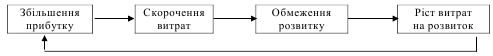 Збільшення
прибутку
Скорочення
витрат
Обмеження
розвитку
Ріст витрат
на розвиток